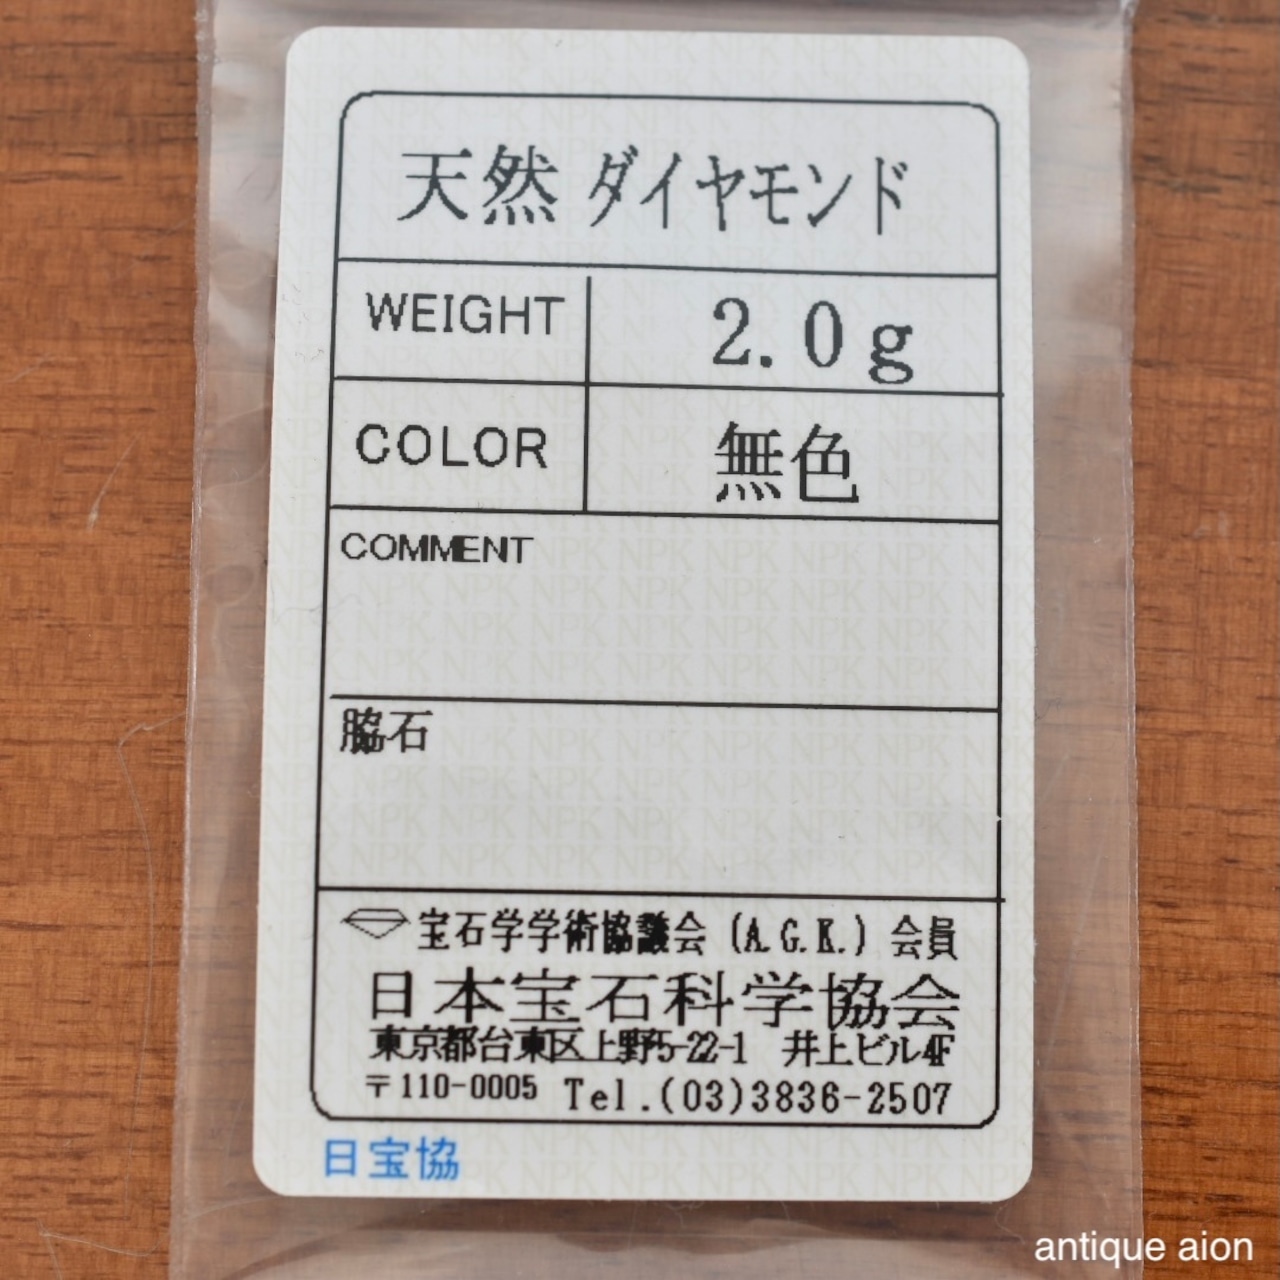 天然 ダイヤモンド
WEIGHT 2.0g
COLOR 無色
COMMENT
脇石
宝石学学術協議会 (A.G.K.) 会員
日本宝石科学協会
東京都台東区上野5-22-1 井上ビル4F
〒110-0005 Tel.(03)3836-2507
日宝協
antique aion